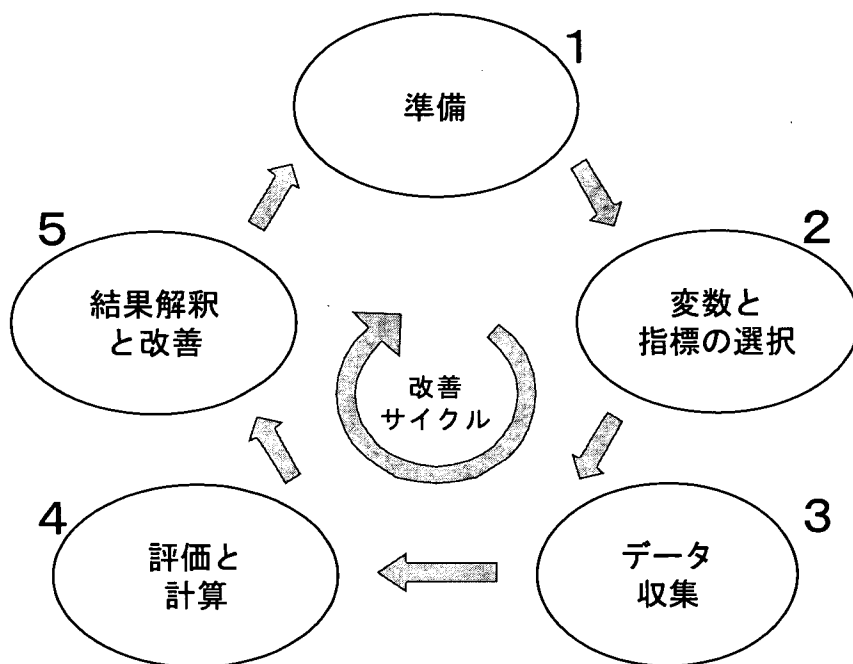 1
準備
2
変数と
指標の選択
3
データ
収集
4
評価と
計算
5
結果解釈
と改善
改善
サイクル